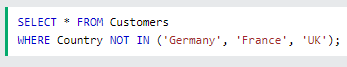 SELECT * FROM Customers
WHERE Country NOT IN ('Germany', 'France', 'UK');